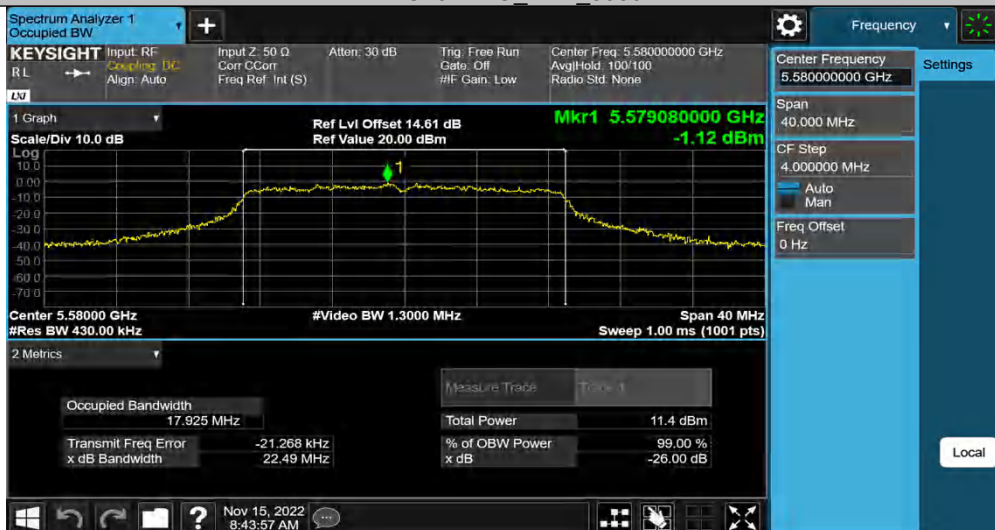 Spectrum Analyzer 1
Occupied BW
Frequency
KEYSIGHT
RL
LXI
Input: RF
Coupling: DC
Align: Auto
Input Z: 50 Ω
Corr CCorr
Freq Ref: Int (S)
Atten: 30 dB
Trig: Free Run
Gate: Off
#IF Gain: Low
Center Freq: 5.580000000 GHz
Avg|Hold: 100/100
Radio Std: None
Center Frequency
5.580000000 GHz
Settings
Span
40.000 MHz
CF Step
4.000000 MHz
Auto
Man
Freq Offset
0 Hz
Local
1 Graph
Scale/Div 10.0 dB
Ref Lvl Offset 14.61 dB
Ref Value 20.00 dBm
Mkr1 5.579080000 GHz
-1.12 dBm
Log
10.0
0.00
-10.0
-20.0
-30.0
-40.0
-50.0
-60.0
-70.0
1
Center 5.58000 GHz
#Video BW 1.3000 MHz
Span 40 MHz
#Res BW 430.00 kHz
Sweep 1.00 ms (1001 pts)
2 Metrics
Measure Trace
Trace 1
Occupied Bandwidth
17.925 MHz
Total Power
11.4 dBm
Transmit Freq Error
-21.268 kHz
% of OBW Power
99.00 %
x dB Bandwidth
22.49 MHz
x dB
-26.00 dB
?
Nov 15, 2022
8:43:57 AM